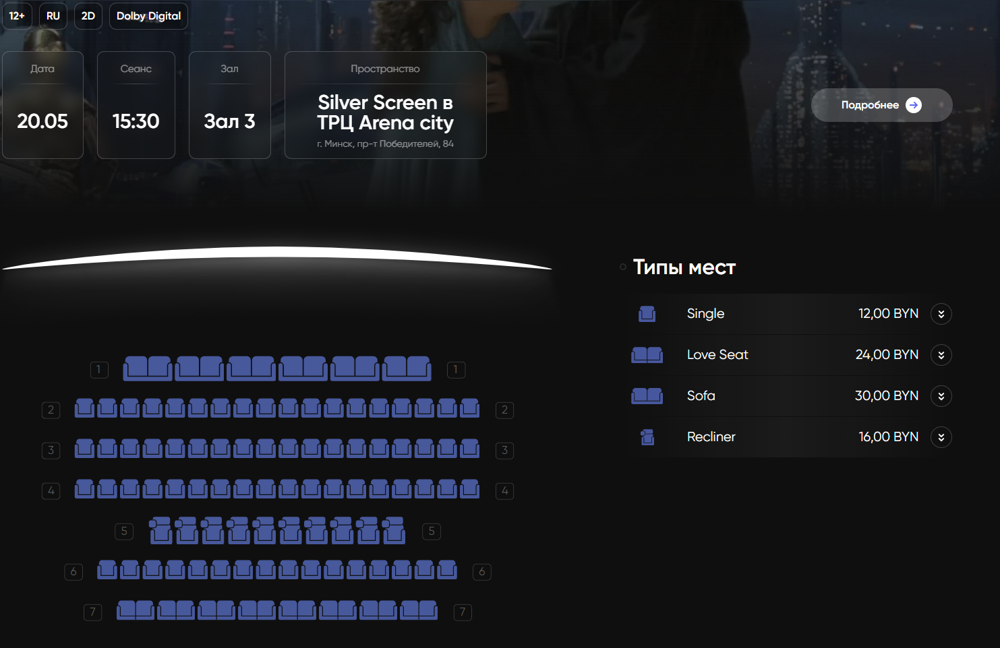 12+ RU 2D Dolby Digital
Дата Сеанс Зал Пространство
20.05 15:30 Зал 3 Silver Screen в
ТРЦ Arena city
г. Минск, пр-т Победителей, 84
Подробнее
Типы мест
Single 12,00 BYN
Love Seat 24,00 BYN
Sofa 30,00 BYN
Recliner 16,00 BYN
1 1
2 2
3 3
4 4
5 5
6 6
7 7